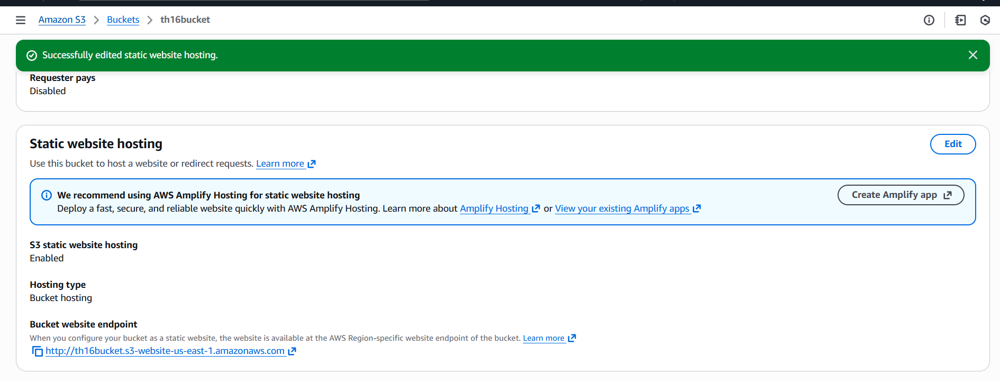 Amazon S3 > Buckets > th16bucket
Successfully edited static website hosting.
Requester pays
Disabled
Static website hosting
Edit
Use this bucket to host a website or redirect requests. Learn more
We recommend using AWS Amplify Hosting for static website hosting
Create Amplify app
Deploy a fast, secure, and reliable website quickly with AWS Amplify Hosting. Learn more about Amplify Hosting or View your existing Amplify apps
S3 static website hosting
Enabled
Hosting type
Bucket hosting
Bucket website endpoint
When you configure your bucket as a static website, the website is available at the AWS Region-specific website endpoint of the bucket. Learn more
http://th16bucket.s3-website-us-east-1.amazonaws.com